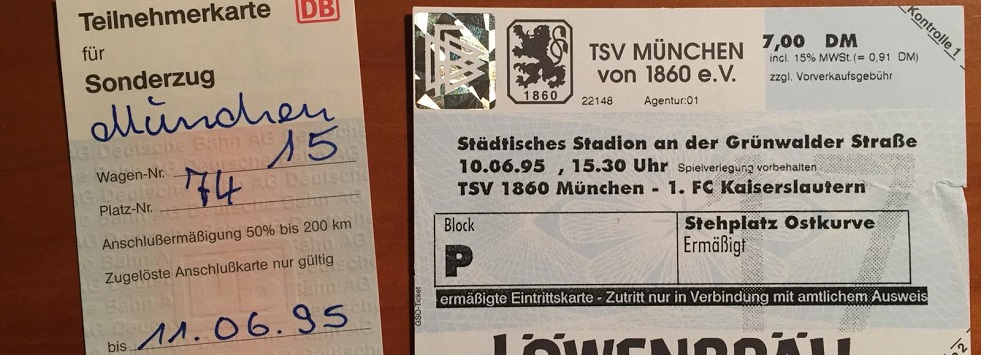 Teilnehmerkarte
DB
für
Sonderzug
München
Wagen-Nr. 15
Platz-Nr. 74
Anschlußermäßigung 50% bis 200 km
Zugelöste Anschlußkarte nur gültig
bis 11.06.95
1860
TSV MÜNCHEN
von 1860 e.V.
22148 Agentur:01
7,00 DM
incl. 15% MWSt.(= 0,91 DM)
zzgl. Vorverkaufsgebühr
Kontrolle 1
Städtisches Stadion an der Grünwalder Straße
10.06.95 , 15.30 Uhr Spielverlegung vorbehalten
TSV 1860 München - 1. FC Kaiserslautern
Block
P
Stehplatz Ostkurve
Ermäßigt
17
ermäßigte Eintrittskarte - Zutritt nur in Verbindung mit amtlichem Ausweis
GSO-Ticket
LÖWENBRÄU